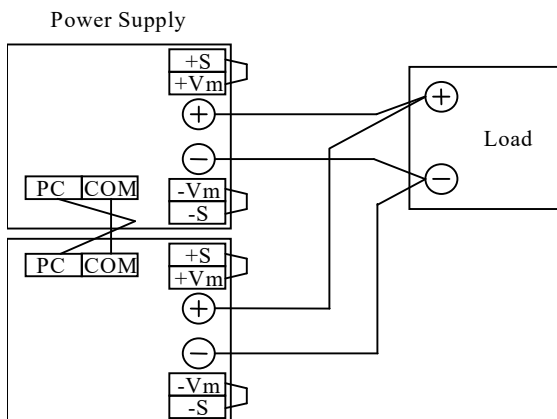 Power Supply
+S
+Vm
+
−
-Vm
-S
PC COM
+
−
Load
PC COM
+S
+Vm
+
−
-Vm
-S